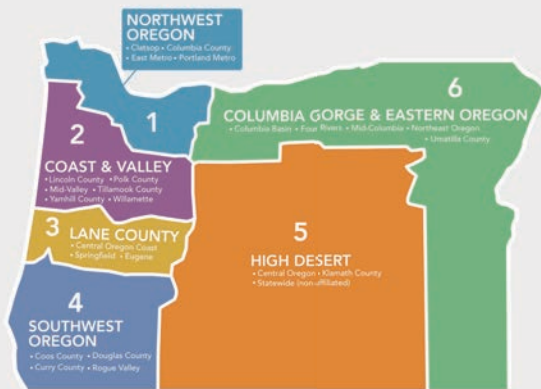 NORTHWEST
OREGON
• Clatsop • Columbia County
• East Metro • Portland Metro
1
2
COAST & VALLEY
• Lincoln County • Polk County
• Mid-Valley • Tillamook County
• Yamhill County • Willamette
3 LANE COUNTY
• Central Oregon Coast
• Springfield • Eugene
4
SOUTHWEST
OREGON
• Coos County • Douglas County
• Curry County • Rogue Valley
5
HIGH DESERT
• Central Oregon • Klamath County
• Statewide (non-affiliated)
6
COLUMBIA GORGE & EASTERN OREGON
• Columbia Basin • Four Rivers • Mid-Columbia • Northeast Oregon
• Umatilla County